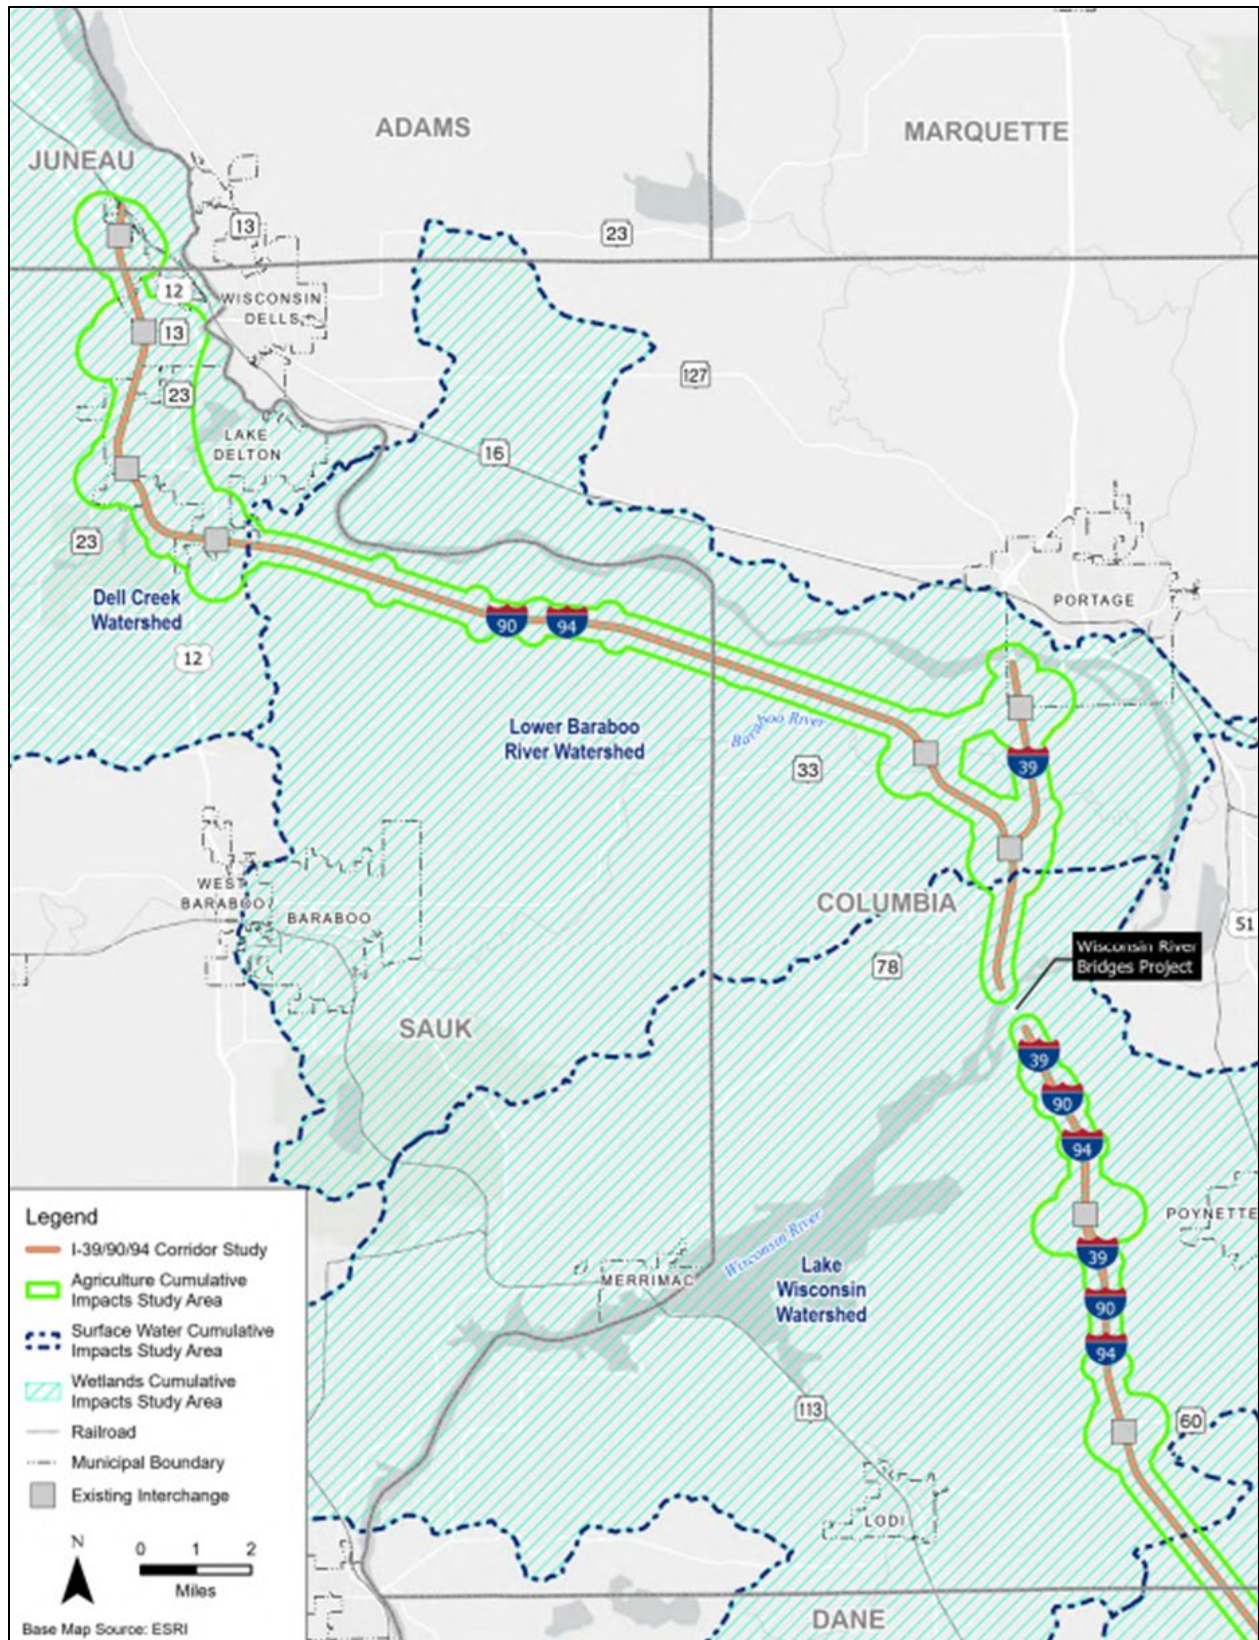 ADAMS
MARQUETTE
JUNEAU
13
23
12
WISCONSIN
DELLS
13
127
23
LAKE
DELTON
16
23
Dell Creek
Watershed
PORTAGE
90
94
12
Lower Baraboo
River Watershed
Baraboo River
33
39
WEST
BARABOO
BARABOO
COLUMBIA
51
78
Wisconsin River
Bridges Project
SAUK
39
90
94
POYNETTE
Wisconsin River
39
MERRIMAC
Lake
Wisconsin
Watershed
90
94
113
60
LODI
DANE
Legend
I-39/90/94 Corridor Study
Agriculture Cumulative
Impacts Study Area
Surface Water Cumulative
Impacts Study Area
Wetlands Cumulative
Impacts Study Area
Railroad
Municipal Boundary
Existing Interchange
N
0 1 2
Miles
Base Map Source: ESRI